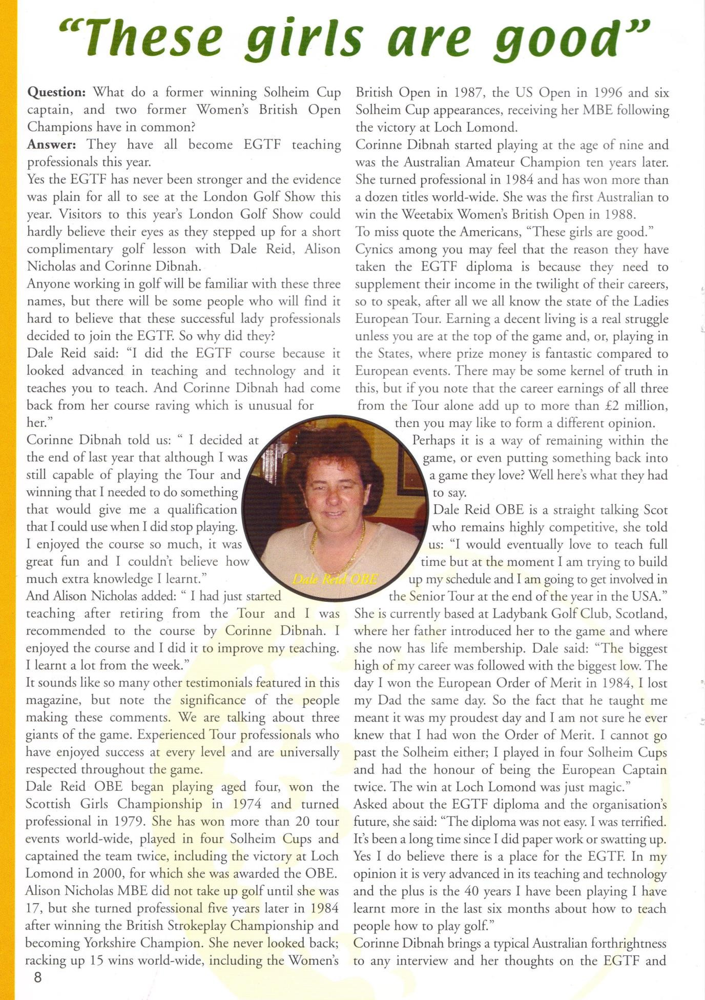 “These girls are good”
Question: What do a former winning Solheim Cup
captain, and two former Women’s British Open
Champions have in common?
Answer: They have all become EGTF teaching
professionals this year.
Yes the EGTF has never been stronger and the evidence
was plain for all to see at the London Golf Show this
year. Visitors to this year’s London Golf Show could
hardly believe their eyes as they stepped up for a short
complimentary golf lesson with Dale Reid, Alison
Nicholas and Corinne Dibnah.
Anyone working in golf will be familiar with these three
names, but there will be some people who will find it
hard to believe that these successful lady professionals
decided to join the EGTF. So why did they?
Dale Reid said: “I did the EGTF course because it
looked advanced in teaching and technology and it
teaches you to teach. And Corinne Dibnah had come
back from her course raving which is unusual for
her.”
Corinne Dibnah told us: “ I decided at
the end of last year that although I was
still capable of playing the Tour and
winning that I needed to do something
that would give me a qualification
that I could use when I did stop playing.
I enjoyed the course so much, it was
great fun and I couldn’t believe how
much extra knowledge I learnt.”
And Alison Nicholas added: “ I had just started
teaching after retiring from the Tour and I was
recommended to the course by Corinne Dibnah. I
enjoyed the course and I did it to improve my teaching.
I learnt a lot from the week.”
It sounds like so many other testimonials featured in this
magazine, but note the significance of the people
making these comments. We are talking about three
giants of the game. Experienced Tour professionals who
have enjoyed success at every level and are universally
respected throughout the game.
Dale Reid OBE began playing aged four, won the
Scottish Girls Championship in 1974 and turned
professional in 1979. She has won more than 20 tour
events world-wide, played in four Solheim Cups and
captained the team twice, including the victory at Loch
Lomond in 2000, for which she was awarded the OBE.
Alison Nicholas MBE did not take up golf until she was
17, but she turned professional five years later in 1984
after winning the British Strokeplay Championship and
becoming Yorkshire Champion. She never looked back;
racking up 15 wins world-wide, including the Women’s
British Open in 1987, the US Open in 1996 and six
Solheim Cup appearances, receiving her MBE following
the victory at Loch Lomond.
Corinne Dibnah started playing at the age of nine and
was the Australian Amateur Champion ten years later.
She turned professional in 1984 and has won more than
a dozen titles world-wide. She was the first Australian to
win the Weetabix Women’s British Open in 1988.
To miss quote the Americans, “These girls are good.”
Cynics among you may feel that the reason they have
taken the EGTF diploma is because they need to
supplement their income in the twilight of their careers,
so to speak, after all we all know the state of the Ladies
European Tour. Earning a decent living is a real struggle
unless you are at the top of the game and, or, playing in
the States, where prize money is fantastic compared to
European events. There may be some kernel of truth in
this, but if you note that the career earnings of all three
from the Tour alone add up to more than £2 million,
then you may like to form a different opinion.
Perhaps it is a way of remaining within the
game, or even putting something back into
a game they love? Well here’s what they had
to say.
Dale Reid OBE is a straight talking Scot
who remains highly competitive, she told
us: “I would eventually love to teach full
time but at the moment I am trying to build
up my schedule and I am going to get involved in
the Senior Tour at the end of the year in the USA.”
She is currently based at Ladybank Golf Club, Scotland,
where her father introduced her to the game and where
she now has life membership. Dale said: “The biggest
high of my career was followed with the biggest low. The
day I won the European Order of Merit in 1984, I lost
my Dad the same day. So the fact that he taught me
meant it was my proudest day and I am not sure he ever
knew that I had won the Order of Merit. I cannot go
past the Solheim either; I played in four Solheim Cups
and had the honour of being the European Captain
twice. The win at Loch Lomond was just magic.”
Asked about the EGTF diploma and the organisation’s
future, she said: “The diploma was not easy. I was terrified.
It’s been a long time since I did paper work or swatting up.
Yes I do believe there is a place for the EGTF. In my
opinion it is very advanced in its teaching and technology
and the plus is the 40 years I have been playing I have
learnt more in the last six months about how to teach
people how to play golf.”
Corinne Dibnah brings a typical Australian forthrightness
to any interview and her thoughts on the EGTF and
Dale Reid OBE
8